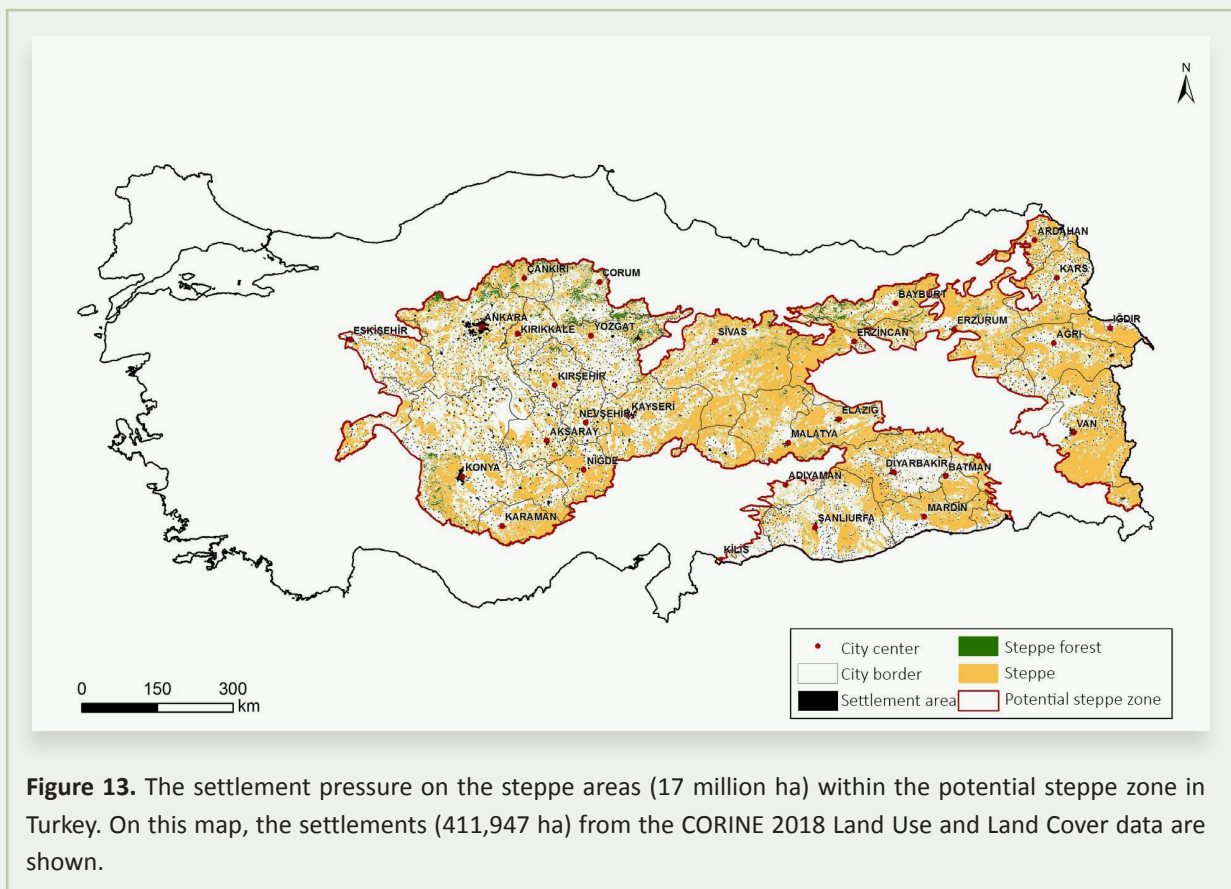 N
ARDAHAN
KARS
ÇANKIRI
ÇORUM
BAYBURT
ANKARA
ESKİŞEHİR
KIRIKKALE
YOZGAT
SİVAS
ERZİNCAN
ERZURUM
IĞDIR
AĞRI
KIRŞEHİR
NEVŞEHİR
KAYSERİ
ELAZIĞ
VAN
AKSARAY
MALATYA
KONYA
NİĞDE
ADIYAMAN
DİYARBAKIR
BATMAN
KARAMAN
ŞANLIURFA
MARDİN
KİLİS
City center
Steppe forest
City border
Steppe
Settlement area
Potential steppe zone
0 150 300
km
Figure 13. The settlement pressure on the steppe areas (17 million ha) within the potential steppe zone in
Turkey. On this map, the settlements (411,947 ha) from the CORINE 2018 Land Use and Land Cover data are
shown.